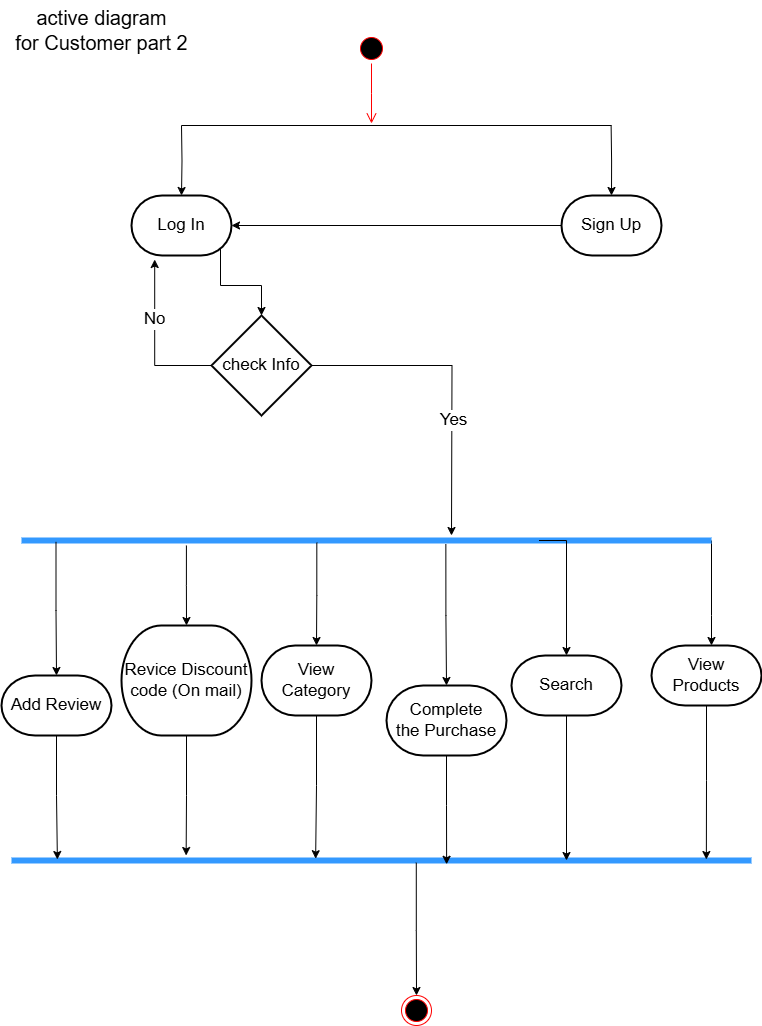 active diagram
for Customer part 2
Log In
Sign Up
No
check Info
Yes
Add Review
Revice Discount
code (On mail)
View
Category
Complete
the Purchase
Search
View
Products